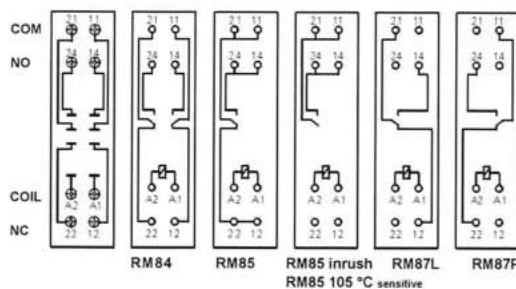 COM 21 11 21 11 21 11 21 11 21 11 21 11
NO 24 14 24 14 24 14 24 14 24 14 24 14
COIL A2 A1 A2 A1 A2 A1 A2 A1 A2 A1 A2 A1
NC 22 12 22 12 22 12 22 12 22 12 22 12
RM84 RM85 RM85 inrush RM87L RM87P
RM85 105 °C sensitive